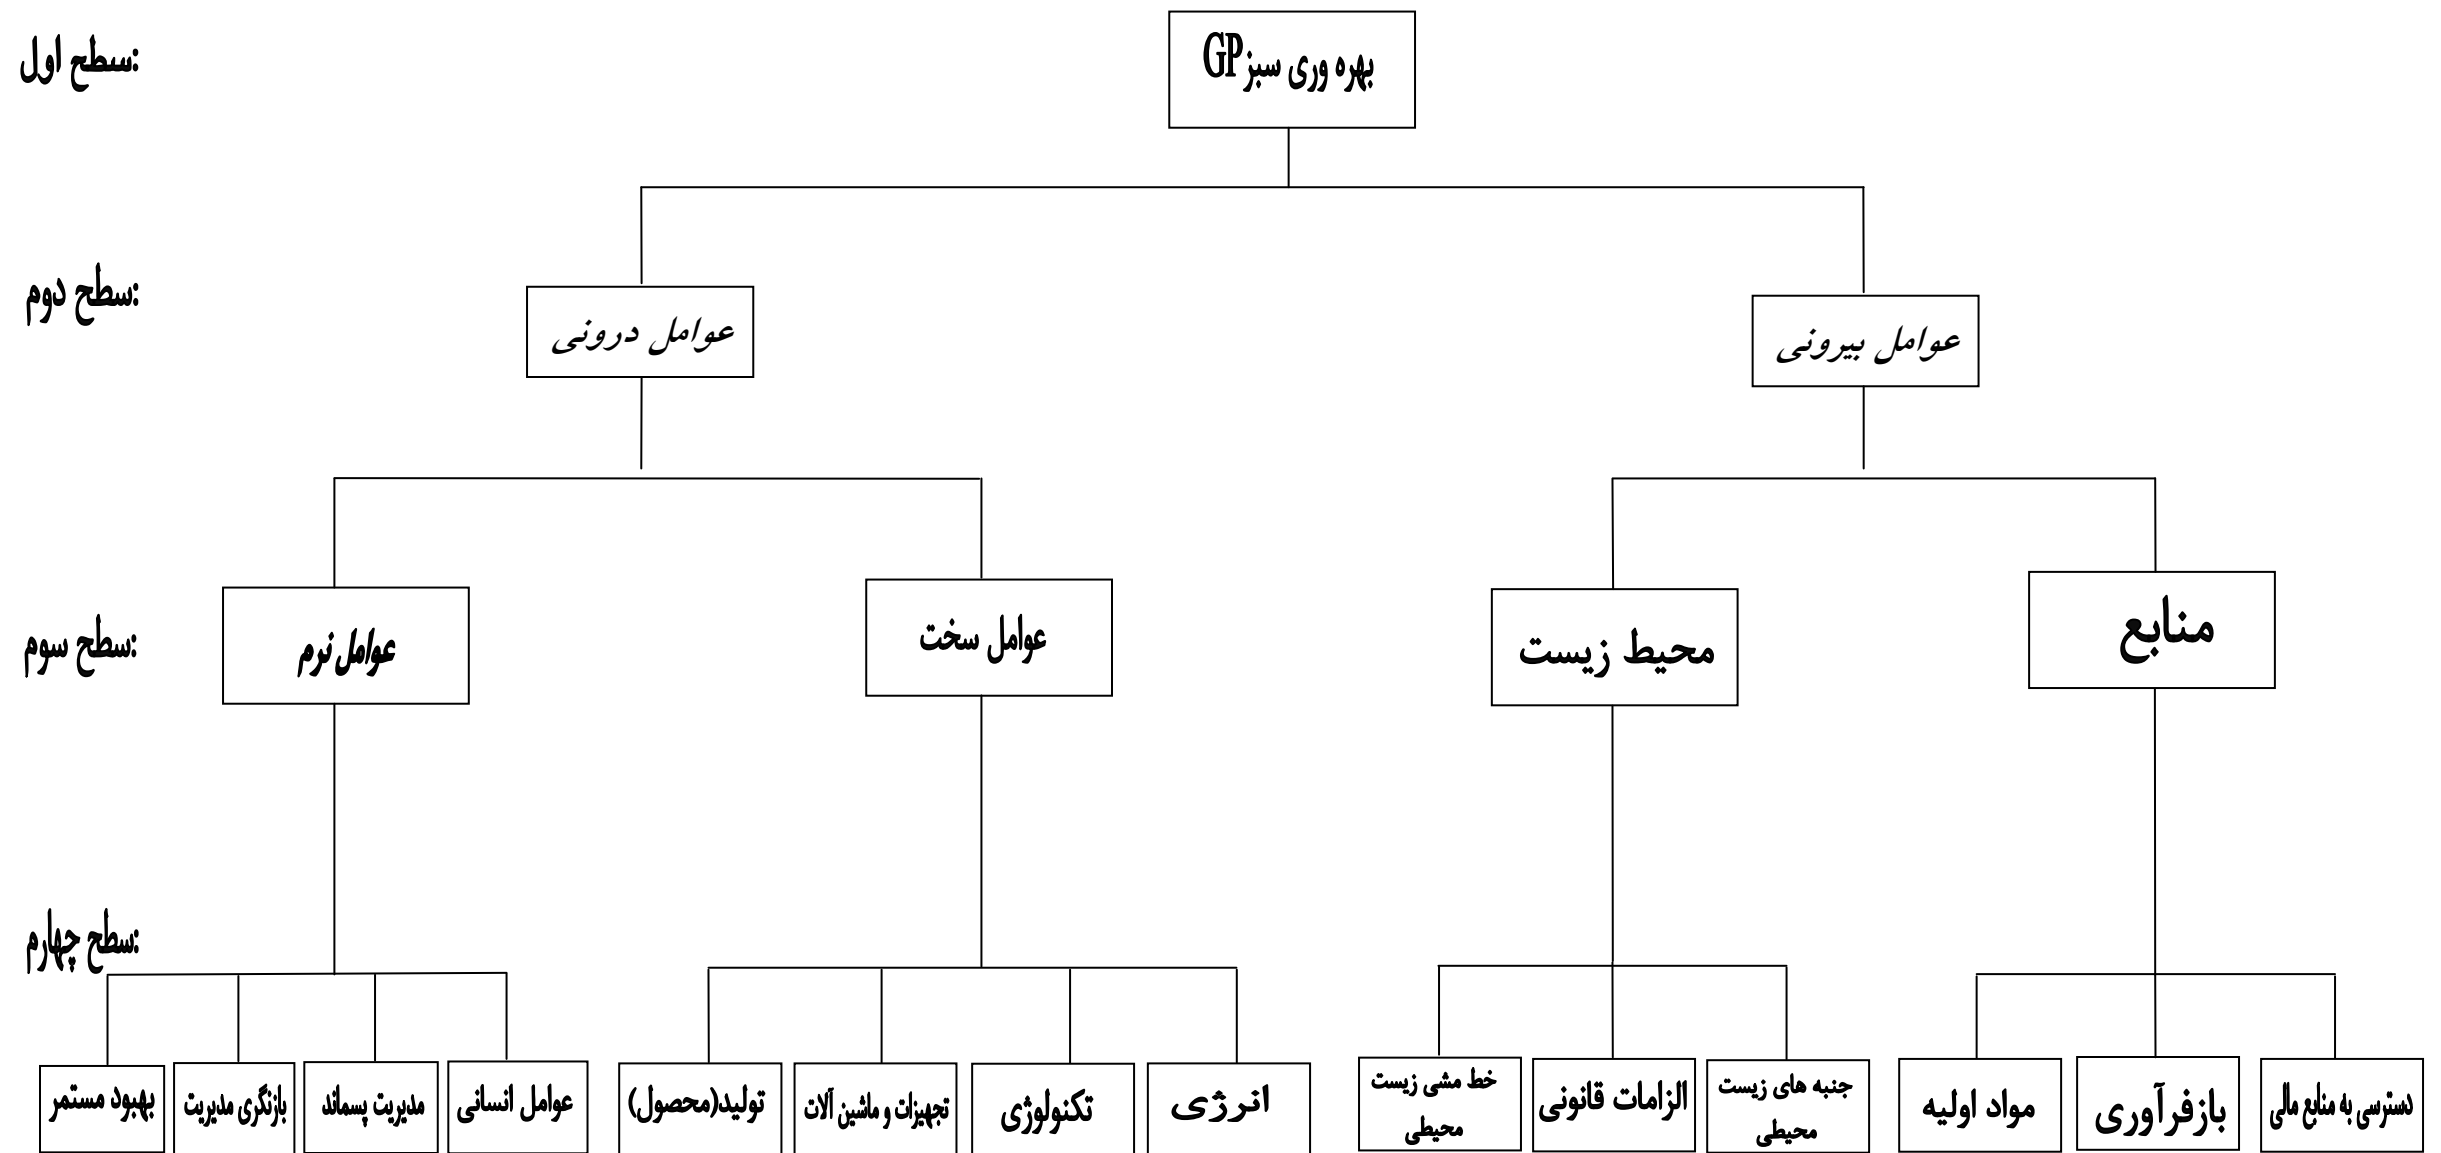 سطح اول:
بهره وری سبزGP
سطح دوم:
عوامل بیرونی
عوامل درونی
سطح سوم:
منابع
محیط زیست
عوامل سخت
عوامل نرم
سطح چهارم:
دسترسی به منابع مالی
بازفرآوری
مواد اولیه
جنبه های زیست
محیطی
الزامات قانونی
خط مشی زیست
محیطی
انرژی
تکنولوژی
تجهیزات و ماشین آلات
تولید(محصول)
عوامل انسانی
مدیریت پسماند
بازنگری مدیریت
بهبود مستمر